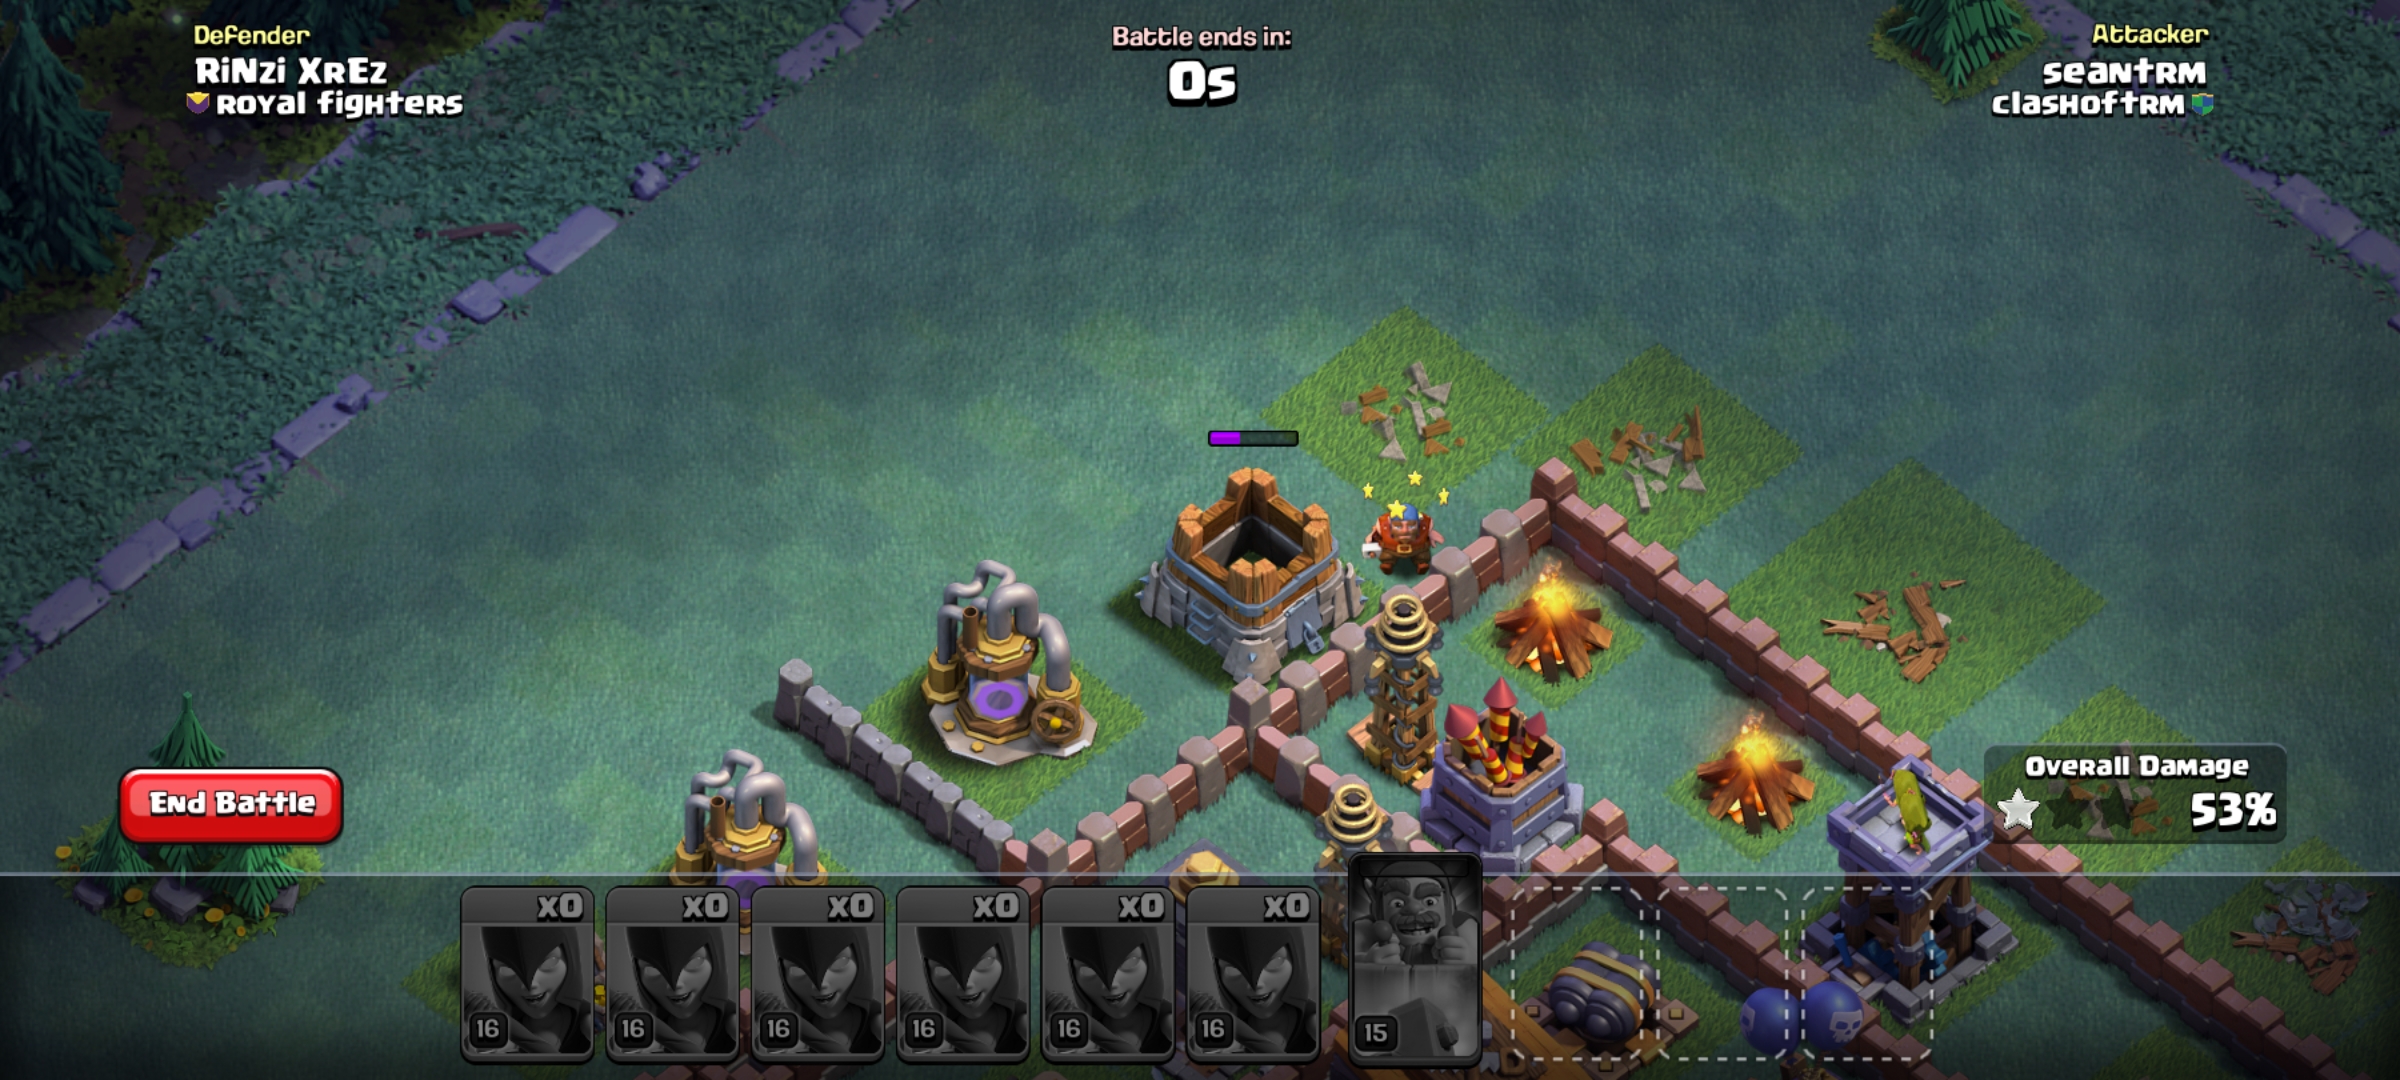 Defender
RiNzi XrEz
royal fighters
Battle ends in:
0s
Attacker
seantrm
clashoftrm
End Battle
Overall Damage
53%
x0 x0 x0 x0 x0 x0
16 16 16 16 16 16 15